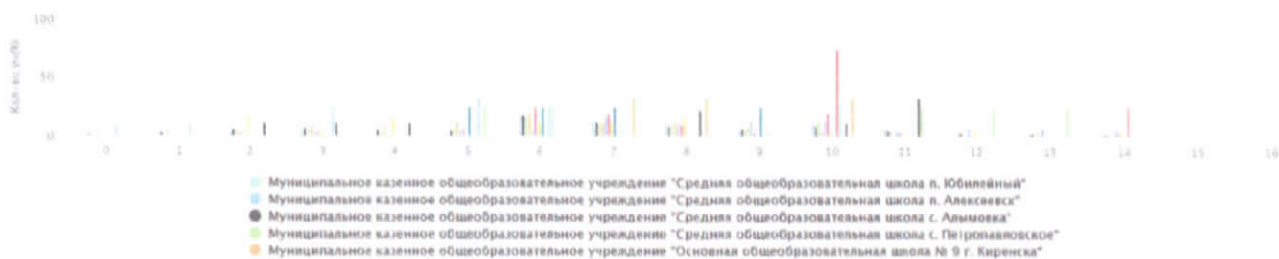 100
Кол-во уч(%)
50
0
0 1 2 3 4 5 6 7 8 9 10 11 12 13 14 15 16
Муниципальное казенное общеобразовательное учреждение "Средняя общеобразовательная школа п. Юбилейный"
Муниципальное казенное общеобразовательное учреждение "Средняя общеобразовательная школа п. Алексеевск"
Муниципальное казенное общеобразовательное учреждение "Средняя общеобразовательная школа с. Алымовка"
Муниципальное казенное общеобразовательное учреждение "Средняя общеобразовательная школа с. Петропавловское"
Муниципальное казенное общеобразовательное учреждение "Основная общеобразовательная школа № 9 г. Киренска"